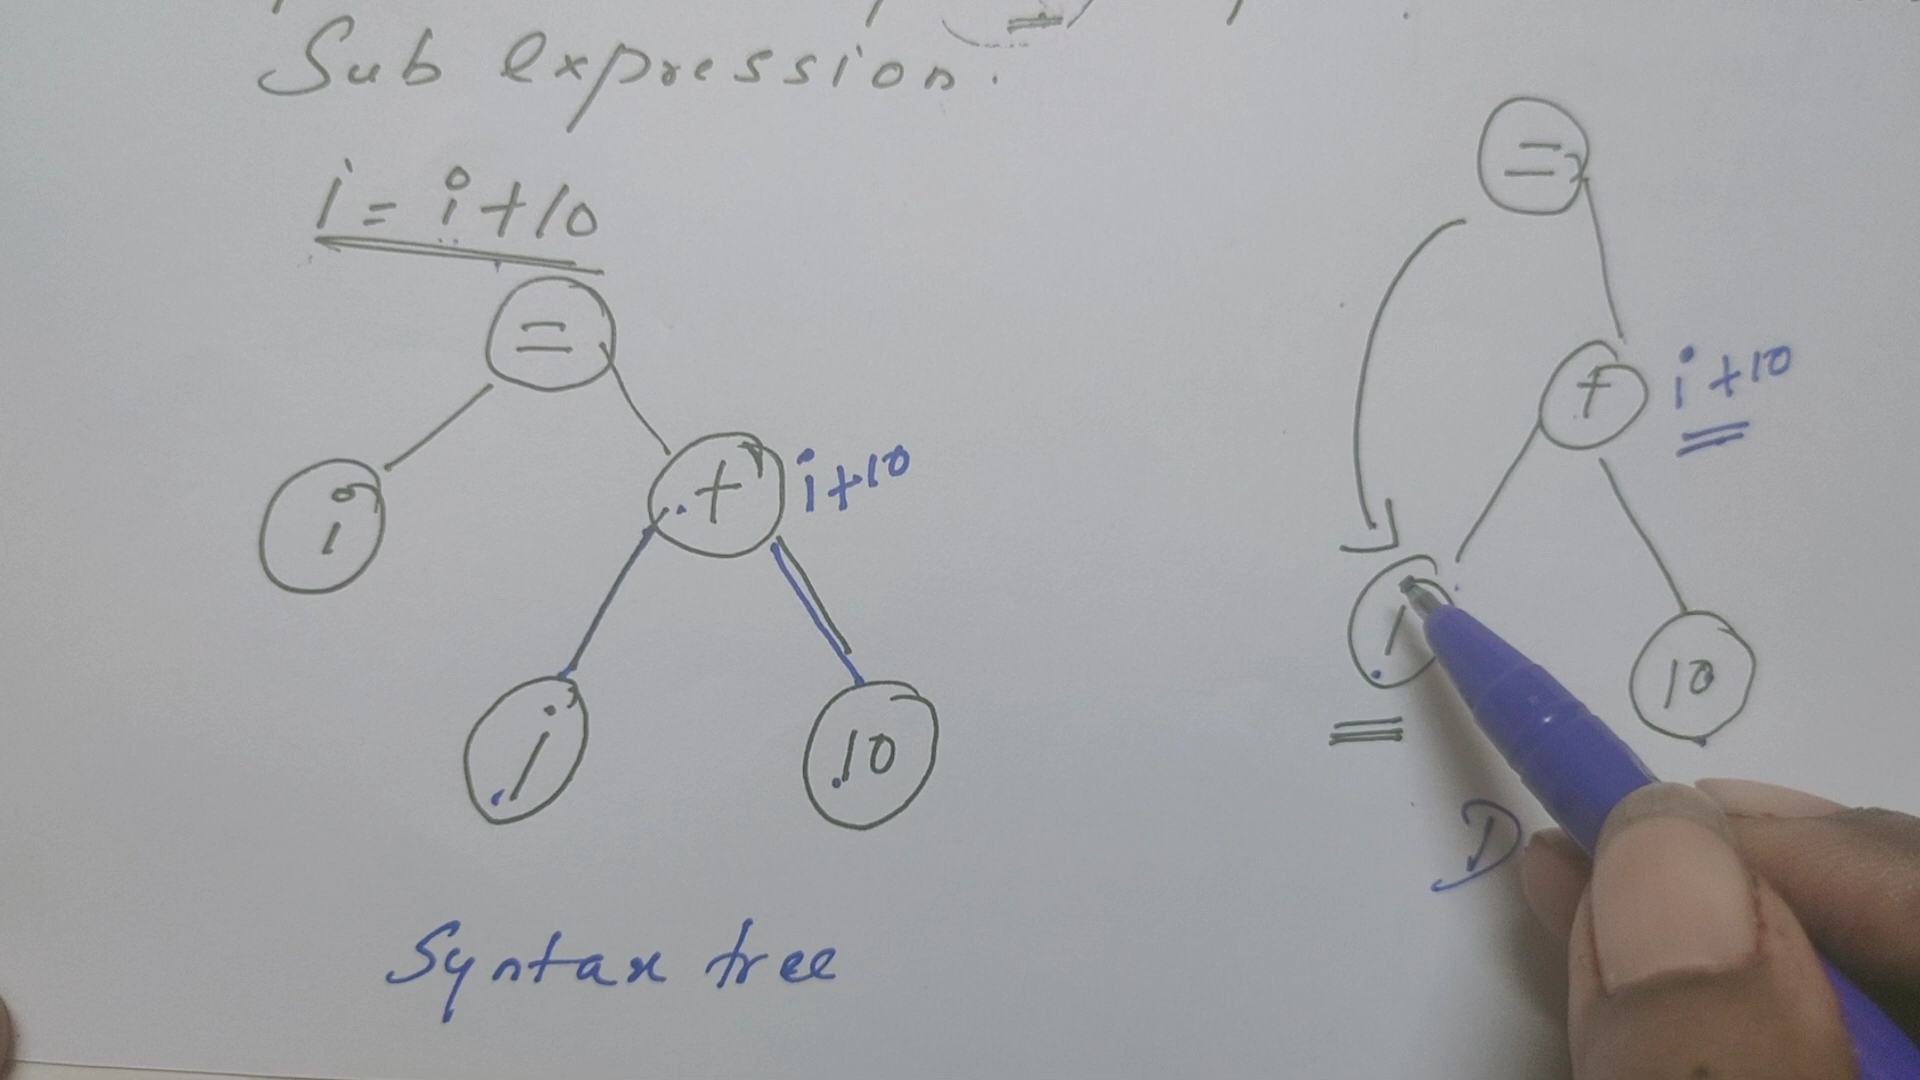 Sub expression.
i = i+10
=
=
i
+
i+10
+
i+10
i
10
i
10
D
Syntax tree